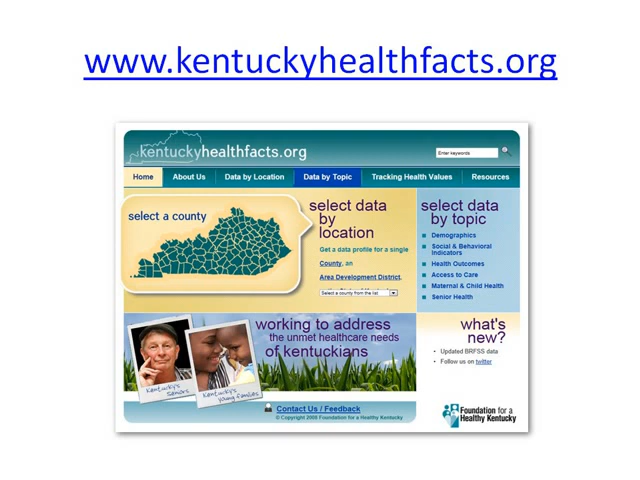 www.kentuckyhealthfacts.org
kentuckyhealthfacts.org
Enter keywords
Home
About Us
Data by Location
Data by Topic
Tracking Health Values
Resources
select a county
select data
by
location
Get a data profile for a single
County, an
Area Development District,
Select a county from the list
select data
by topic
Demographics
Social & Behavioral
Indicators
Health Outcomes
Access to Care
Maternal & Child Health
Senior Health
working to address
the unmet healthcare needs
of kentuckians
Kentucky's
seniors
Kentucky's
young families
what's
new?
Updated BRFSS data
Follow us on twitter
Contact Us / Feedback
© Copyright 2008 Foundation for a Healthy Kentucky
Foundation for a
Healthy Kentucky